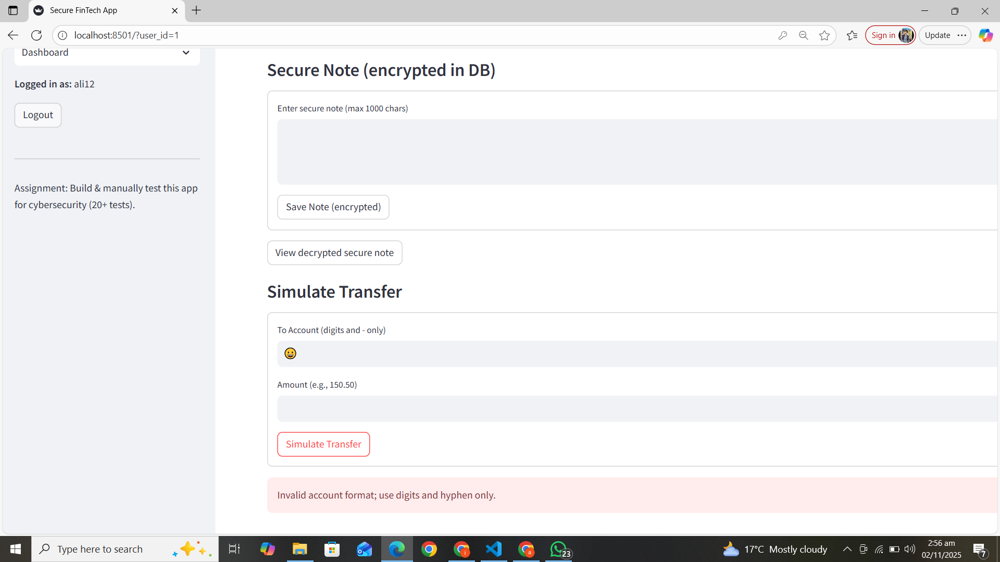 Secure FinTech App
localhost:8501/?user_id=1
Sign in
Update
Dashboard
Logged in as: ali12
Logout
Assignment: Build & manually test this app
for cybersecurity (20+ tests).
Secure Note (encrypted in DB)
Enter secure note (max 1000 chars)
Save Note (encrypted)
View decrypted secure note
Simulate Transfer
To Account (digits and - only)
😀
Amount (e.g., 150.50)
Simulate Transfer
Invalid account format; use digits and hyphen only.
Type here to search
23
17°C Mostly cloudy
2:56 am
02/11/2025
7